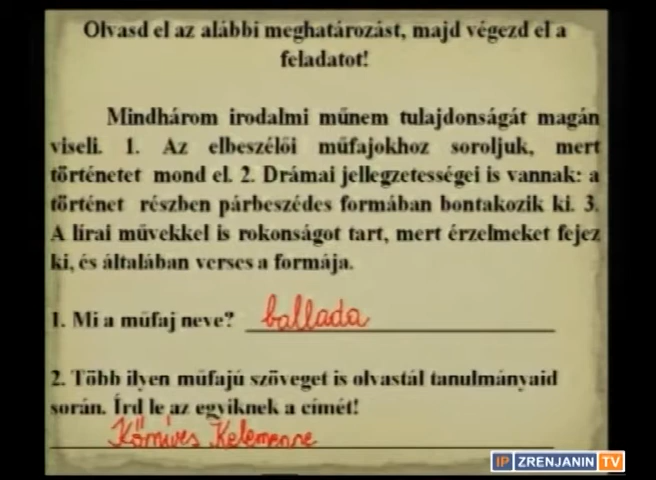 Olvasd el az alábbi meghatározást, majd végezd el a
feladatot!
Mindhárom irodalmi műnem tulajdonságát magán
viseli. 1. Az elbeszélői műfajokhoz soroljuk, mert
történetet mond el. 2. Drámai jellegzetességei is vannak: a
történet részben párbeszédes formában bontakozik ki. 3.
A lírai művekkel is rokonságot tart, mert érzelmeket fejez
ki, és általában verses a formája.
1. Mi a műfaj neve? ballada
2. Több ilyen műfajú szöveget is olvastál tanulmányaid
során. Írd le az egyiknek a címét!
Kőmives Kelemenne
IP ZRENJANIN TV